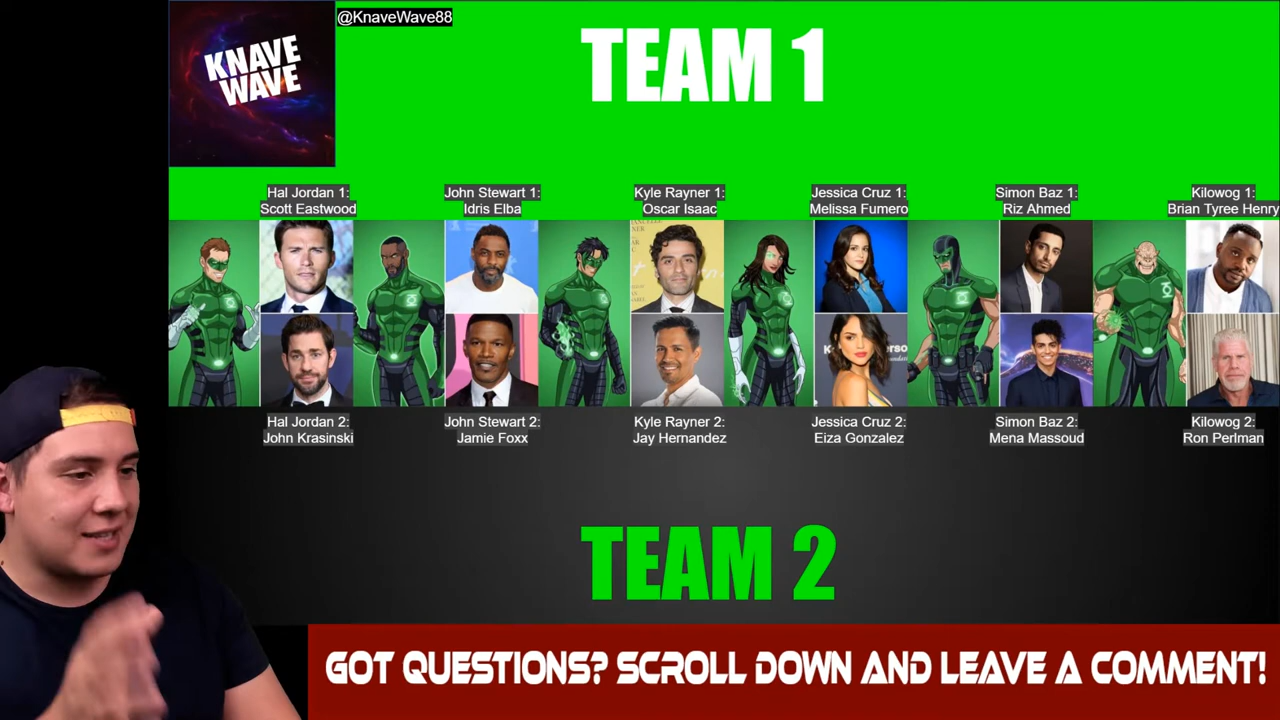 KNAVE
WAVE
@KnaveWave88
TEAM 1
Hal Jordan 1:
Scott Eastwood
John Stewart 1:
Idris Elba
Kyle Rayner 1:
Oscar Isaac
Jessica Cruz 1:
Melissa Fumero
Simon Baz 1:
Riz Ahmed
Kilowog 1:
Brian Tyree Henry
Hal Jordan 2:
John Krasinski
John Stewart 2:
Jamie Foxx
Kyle Rayner 2:
Jay Hernandez
Jessica Cruz 2:
Eiza Gonzalez
Simon Baz 2:
Mena Massoud
Kilowog 2:
Ron Perlman
TEAM 2
GOT QUESTIONS? SCROLL DOWN AND LEAVE A COMMENT!